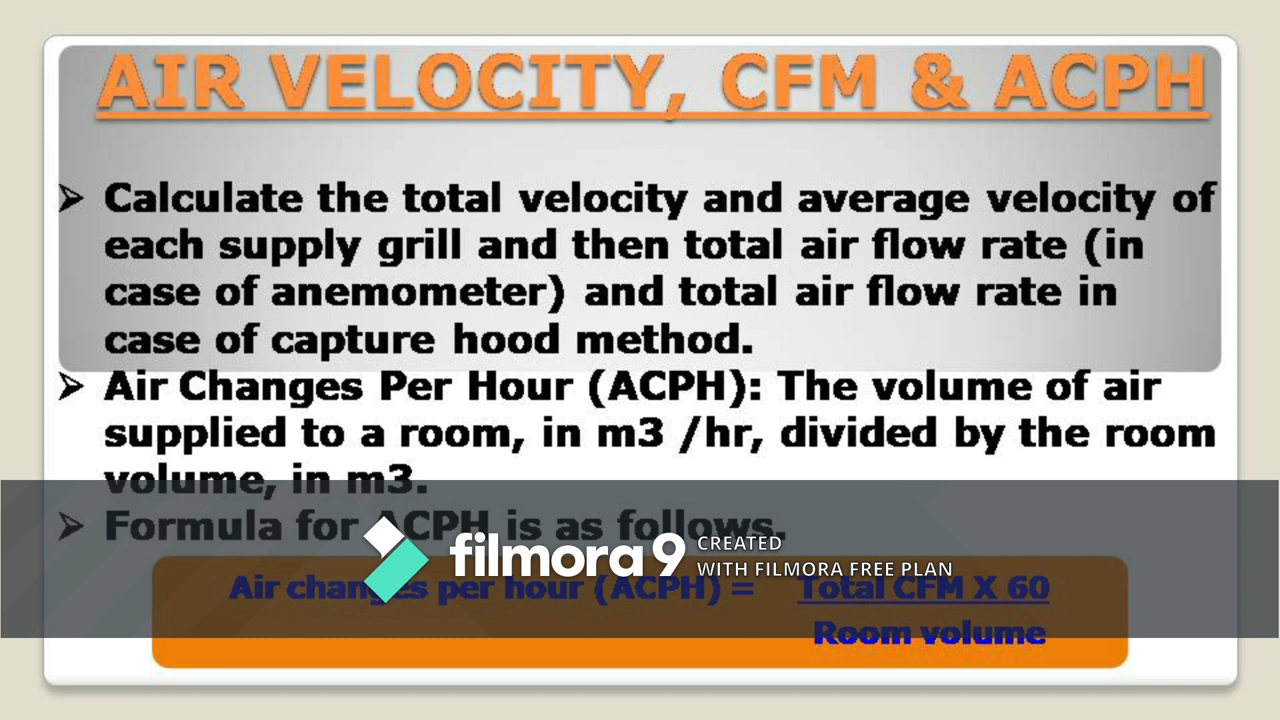 AIR VELOCITY, CFM & ACPH
➢ Calculate the total velocity and average velocity of
each supply grill and then total air flow rate (in
case of anemometer) and total air flow rate in
case of capture hood method.
➢ Air Changes Per Hour (ACPH): The volume of air
supplied to a room, in m3 /hr, divided by the room
volume, in m3.
➢ Formula for ACPH is as follows.
filmora 9 CREATED
WITH FILMORA FREE PLAN
Air changes per hour (ACPH) = Total CFM X 60
Room volume